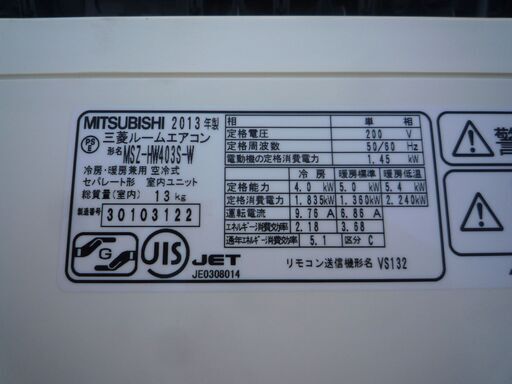 MITSUBISHI 2013年製
PSE 三菱ルームエアコン
形名 MSZ-HW403S-W
冷房・暖房兼用 空冷式
セパレート形 室内ユニット
総質量(室内) 13kg
製造番号 30103122
G JIS JET
JE0308014
相 単相
定格電圧 200 V
定格周波数 50/60 Hz
電動機の定格消費電力 1.45 kW
冷房 暖房標準 暖房低温
定格能力 4.0 kW 5.0 kW 5.4 kW
定格消費電力 1.835kW 1.360kW 2.240kW
運転電流 9.76 A 6.86 A
エネルギー消費効率 2.18 3.68
通年エネルギー消費効率 5.1 区分 C
リモコン送信機形名 VS132
警